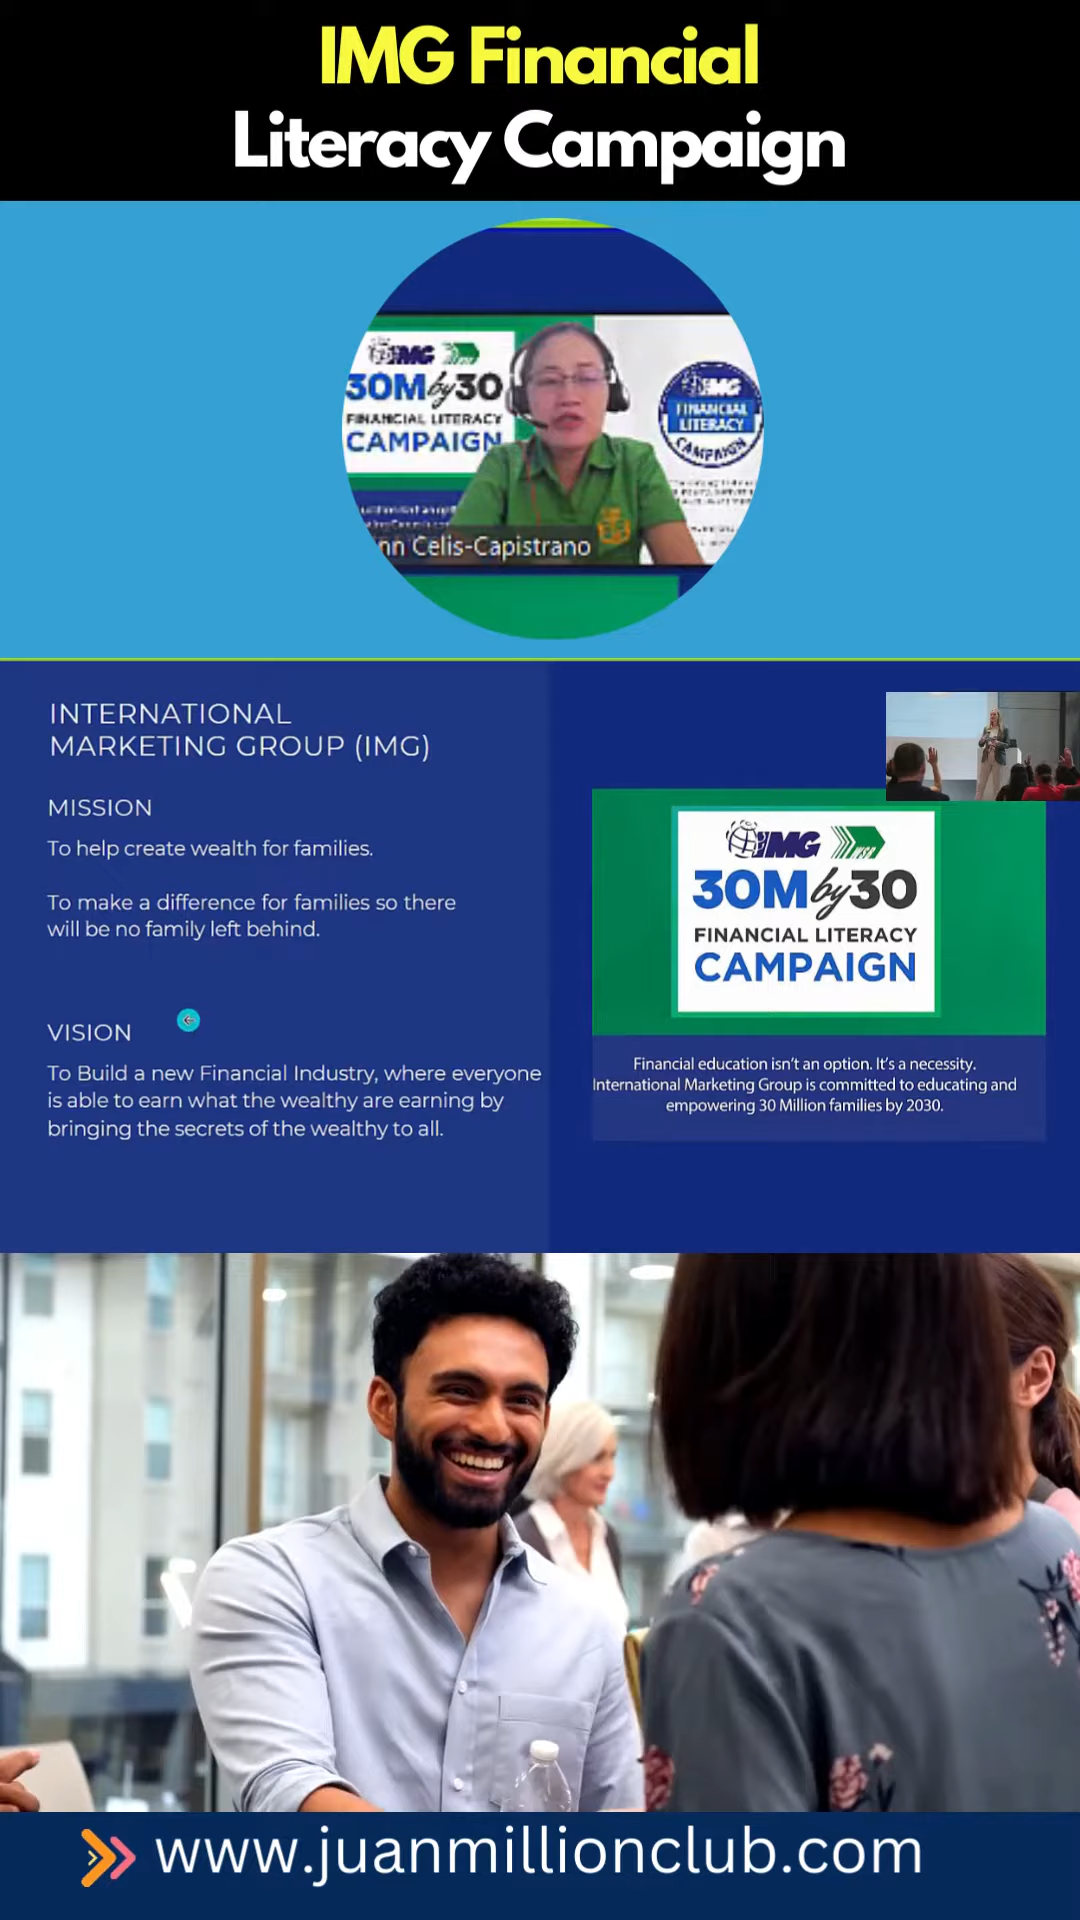 IMG Financial
Literacy Campaign
IMG WSB
30M by 30
FINANCIAL LITERACY
CAMPAIGN
IMG
FINANCIAL
LITERACY
CAMPAIGN
nn Celis-Capistrano
INTERNATIONAL
MARKETING GROUP (IMG)
MISSION
To help create wealth for families.
To make a difference for families so there
will be no family left behind.
VISION
To Build a new Financial Industry, where everyone
is able to earn what the wealthy are earning by
bringing the secrets of the wealthy to all.
IMG WSB
30M by 30
FINANCIAL LITERACY
CAMPAIGN
Financial education isn't an option. It's a necessity.
International Marketing Group is committed to educating and
empowering 30 Million families by 2030.
www.juanmillionclub.com